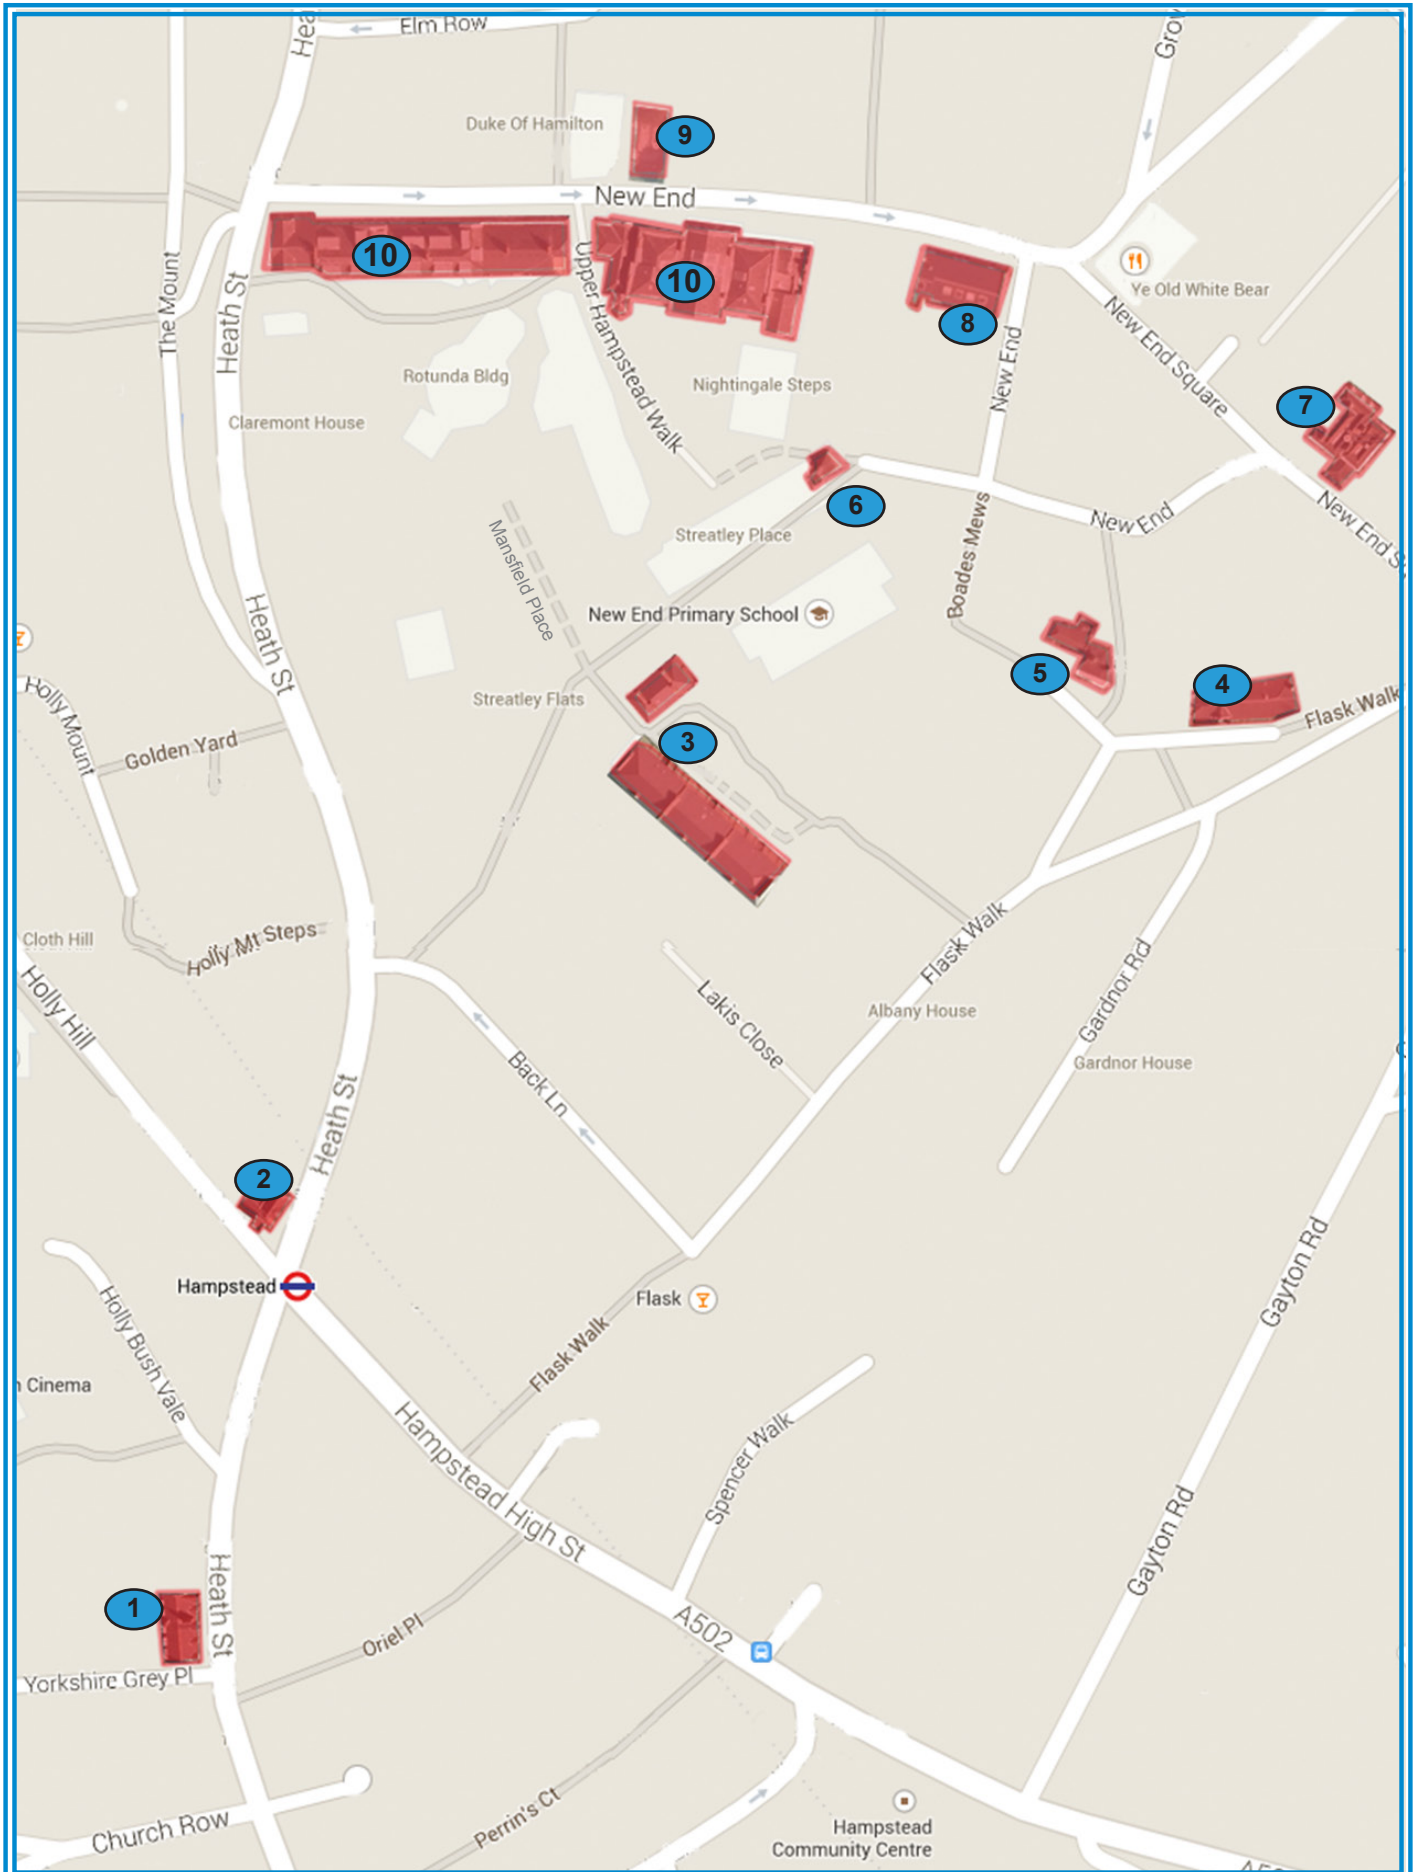 Elm Row
Hea
Grov
Duke Of Hamilton
9
New End
10
10
Upper Hampstead Walk
8
Ye Old White Bear
The Mount
Heath St
New End
New End Square
Rotunda Bldg
Nightingale Steps
7
Claremont House
6
New End
New End S
Mansfield Place
Streatley Place
Boades Mews
New End Primary School
Heath St
5
4
Holly Mount
Streatley Flats
Flask Walk
Golden Yard
3
Cloth Hill
Holly Mt Steps
Flask Walk
Holly Hill
Lakis Close
Albany House
Gardnor Rd
Gardnor House
Back Ln
Heath St
2
Gayton Rd
Hampstead
Flask
Holly Bush Vale
Flask Walk
n Cinema
Hampstead High St
Spencer Walk
Gayton Rd
1
Heath St
A502
Oriel Pl
Yorkshire Grey Pl
Church Row
Perrin's Ct
Hampstead
Community Centre